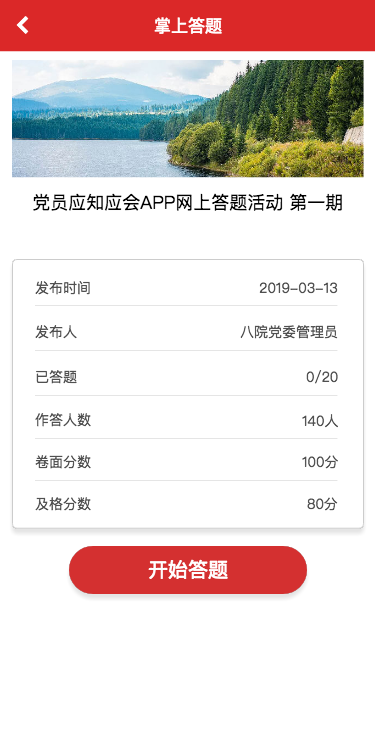 掌上答题
党员应知应会APP网上答题活动 第一期
发布时间 2019-03-13
发布人 八院党委管理员
已答题 0/20
作答人数 140人
卷面分数 100分
及格分数 80分
开始答题